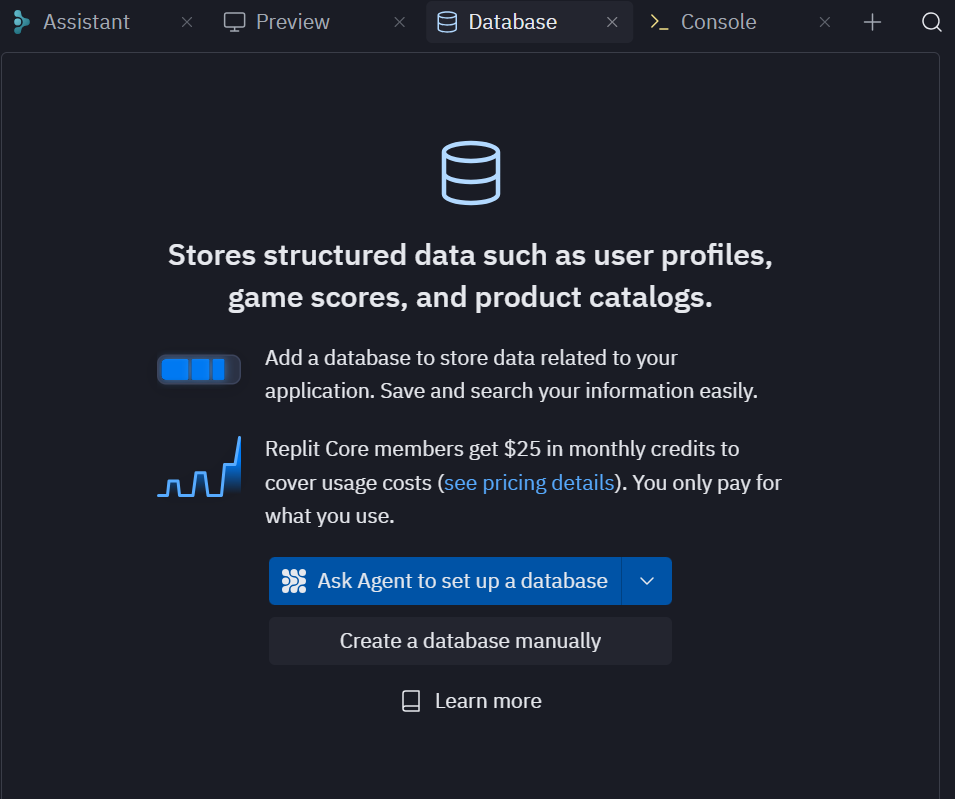 Assistant
Preview
Database
Console
Stores structured data such as user profiles,
game scores, and product catalogs.
Add a database to store data related to your
application. Save and search your information easily.
Replit Core members get $25 in monthly credits to
cover usage costs (see pricing details). You only pay for
what you use.
Ask Agent to set up a database
Create a database manually
Learn more